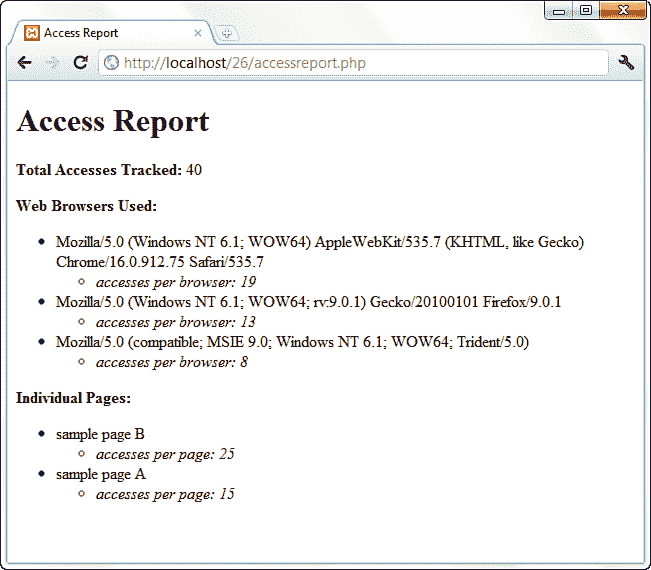 Access Report
http://localhost/26/accessreport.php
Access Report
Total Accesses Tracked: 40
Web Browsers Used:
Mozilla/5.0 (Windows NT 6.1; WOW64) AppleWebKit/535.7 (KHTML, like Gecko)
Chrome/16.0.912.75 Safari/535.7
accesses per browser: 19
Mozilla/5.0 (Windows NT 6.1; WOW64; rv:9.0.1) Gecko/20100101 Firefox/9.0.1
accesses per browser: 13
Mozilla/5.0 (compatible; MSIE 9.0; Windows NT 6.1; WOW64; Trident/5.0)
accesses per browser: 8
Individual Pages:
sample page B
accesses per page: 25
sample page A
accesses per page: 15